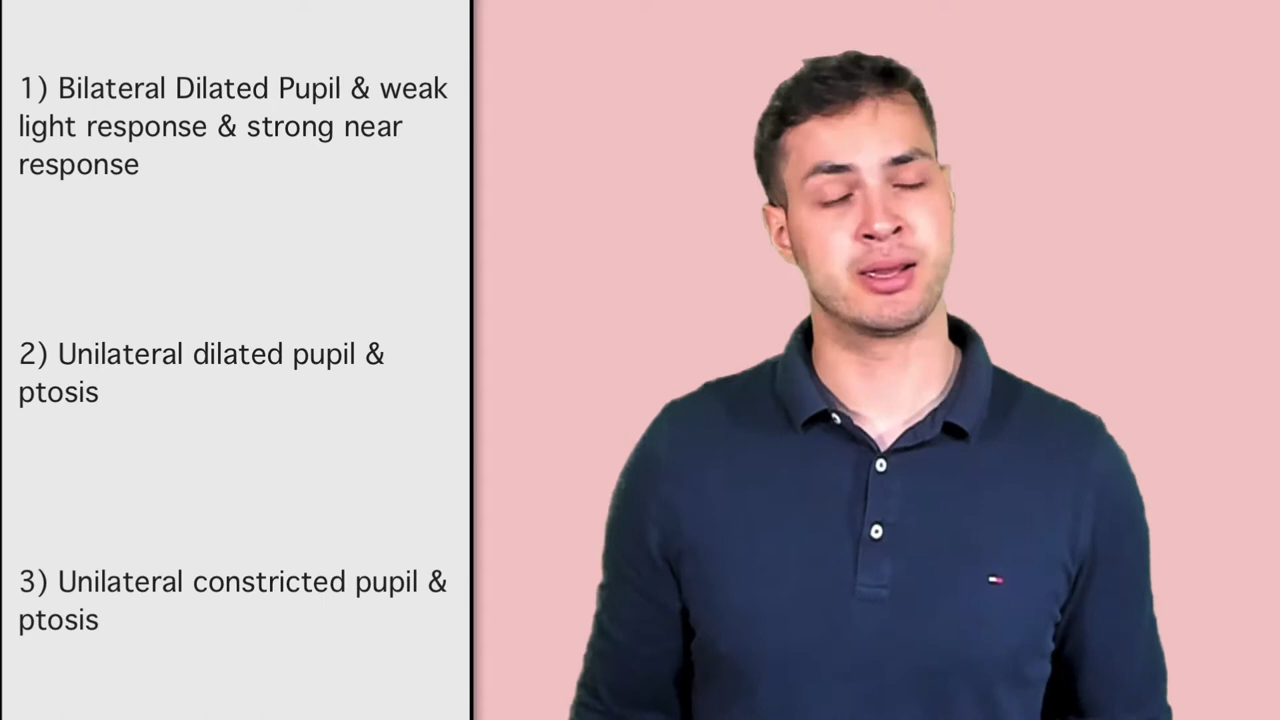 1) Bilateral Dilated Pupil & weak
light response & strong near
response
2) Unilateral dilated pupil &
ptosis
3) Unilateral constricted pupil &
ptosis